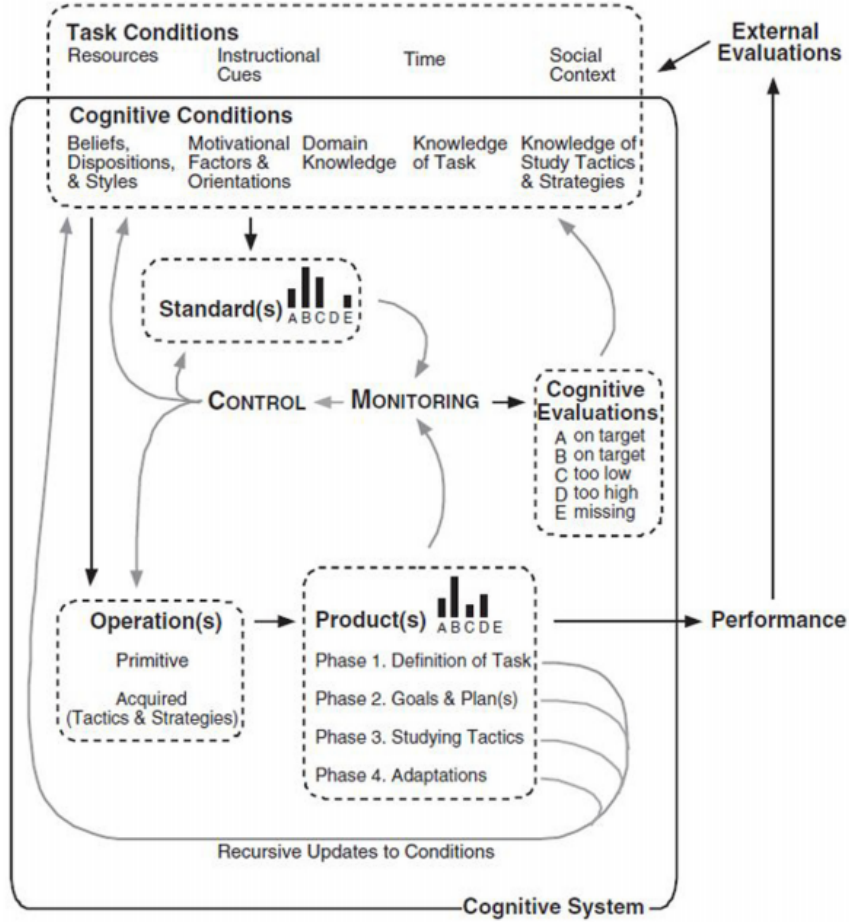 Task Conditions
Resources
Instructional
Cues
Time
Social
Context
External
Evaluations
Cognitive Conditions
Beliefs,
Dispositions,
& Styles
Motivational
Factors &
Orientations
Domain
Knowledge
Knowledge
of Task
Knowledge of
Study Tactics
& Strategies
Standard(s)
A B C D E
CONTROL
MONITORING
Cognitive
Evaluations
A on target
B on target
C too low
D too high
E missing
Operation(s)
Primitive
Acquired
(Tactics & Strategies)
Product(s)
A B C D E
Phase 1. Definition of Task
Phase 2. Goals & Plan(s)
Phase 3. Studying Tactics
Phase 4. Adaptations
Performance
Recursive Updates to Conditions
Cognitive System